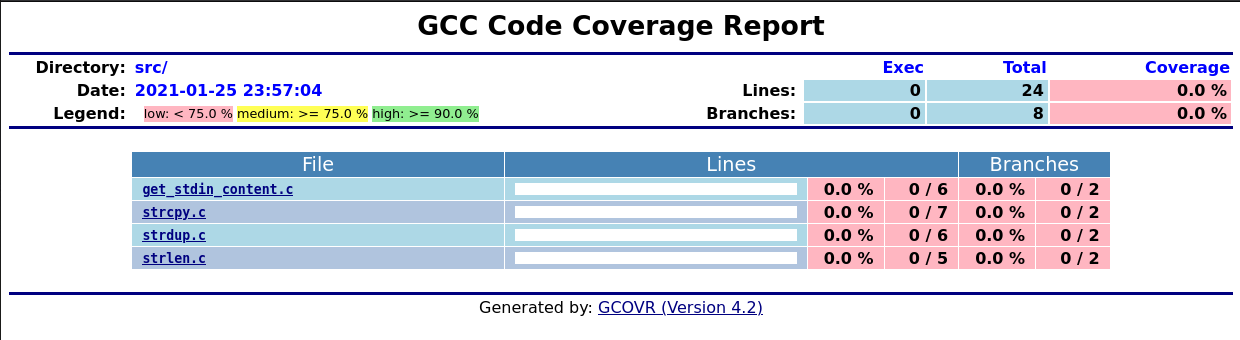 GCC Code Coverage Report
Directory: src/ Exec Total Coverage
Date: 2021-01-25 23:57:04 Lines: 0 24 0.0 %
Legend: low: < 75.0 % medium: >= 75.0 % high: >= 90.0 % Branches: 0 8 0.0 %
File Lines Branches
get_stdin_content.c 0.0 % 0 / 6 0.0 % 0 / 2
strcpy.c 0.0 % 0 / 7 0.0 % 0 / 2
strdup.c 0.0 % 0 / 6 0.0 % 0 / 2
strlen.c 0.0 % 0 / 5 0.0 % 0 / 2
Generated by: GCOVR (Version 4.2)